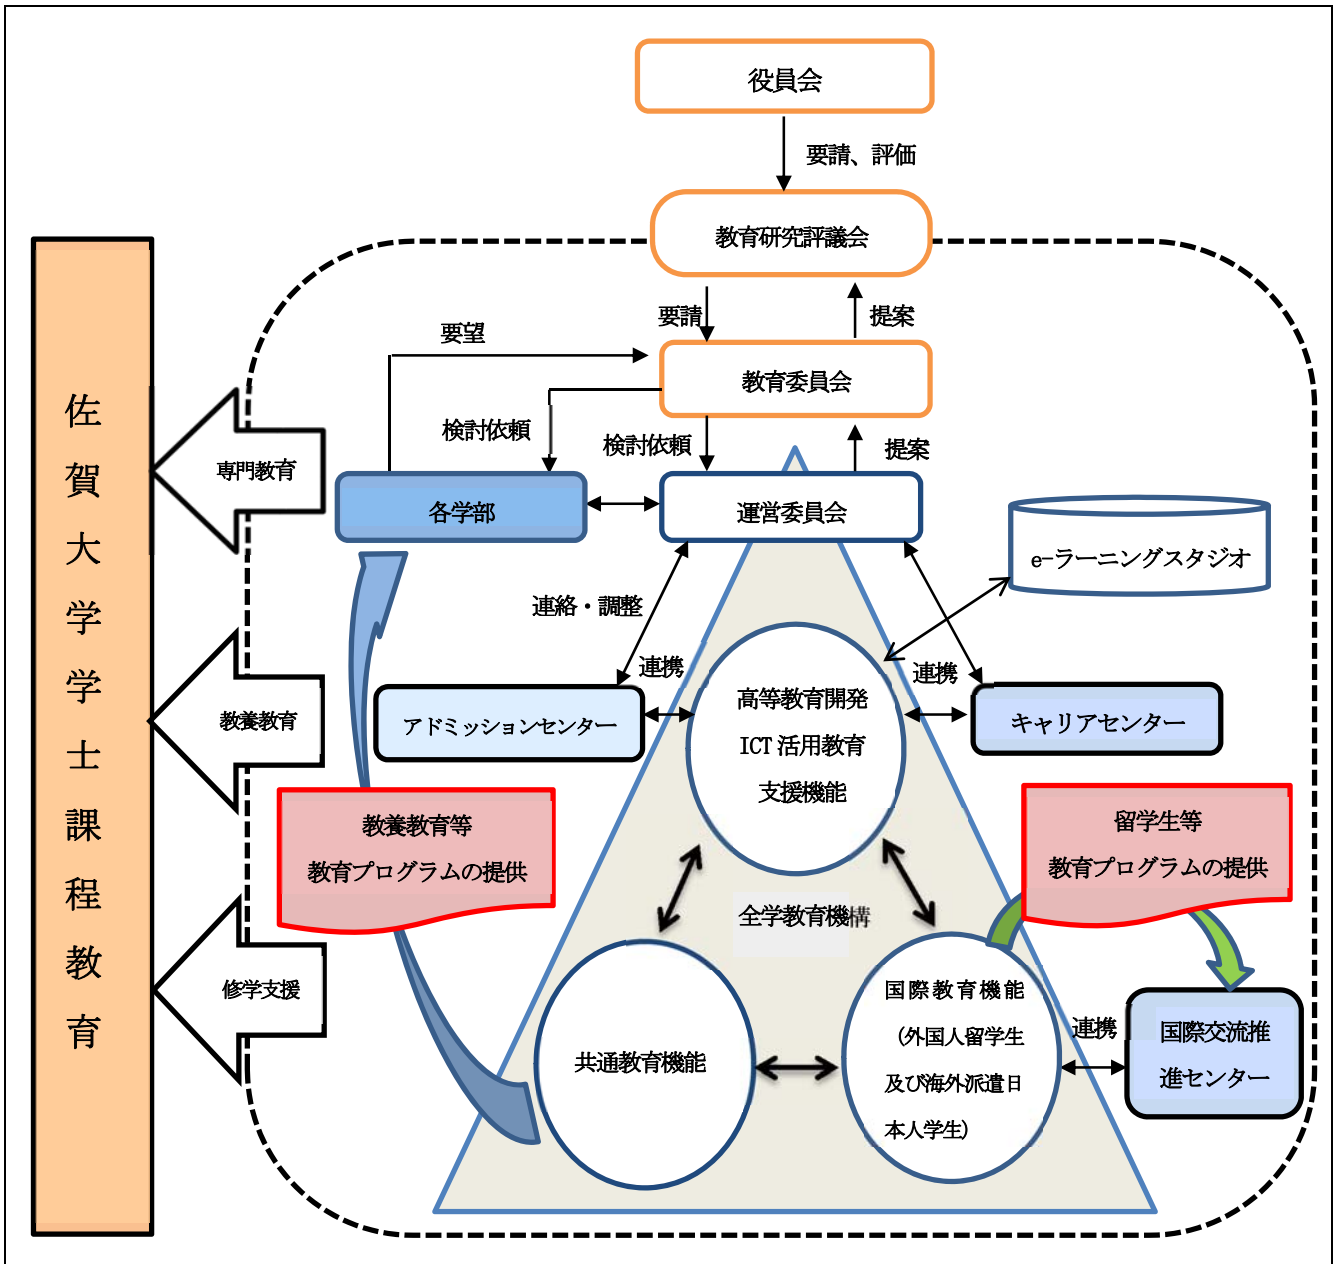 役員会
要請、評価
教育研究評議会
要請
提案
要望
教育委員会
検討依頼
検討依頼
提案
佐賀大学学士課程教育
専門教育
各学部
運営委員会
e-ラーニングスタジオ
連絡・調整
連携
連携
高等教育開発
ICT 活用教育
支援機能
アドミッションセンター
キャリアセンター
教養教育
教養教育等
教育プログラムの提供
留学生等
教育プログラムの提供
全学教育機構
修学支援
国際教育機能
(外国人留学生
及び海外派遣日
本人学生)
共通教育機能
連携
国際交流推
進センター